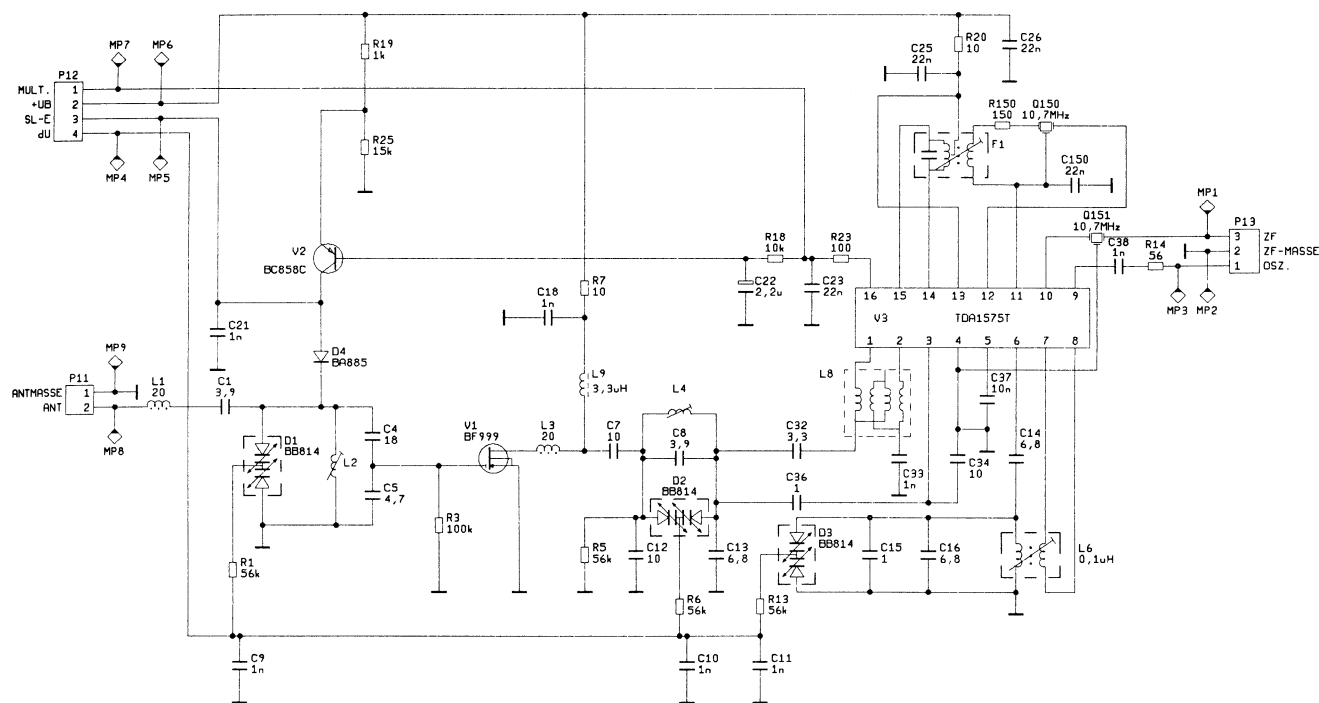 MP7
MP6
P12
MULT. 1
+UB 2
SL-E 3
dU 4
MP4
MP5
R19
1k
R25
15k
R20
10
C25
22n
C26
22n
R150
150
Q150
10,7MHz
F1
C150
22n
MP1
Q151
10,7MHz
C38
1n
R14
56
P13
3 ZF
2 ZF-MASSE
1 OSZ.
MP3
MP2
V2
BC858C
R18
10k
R23
100
C22
2,2u
C23
22n
R7
10
C18
1n
16 15 14 13 12 11 10 9
V3 TDA1575T
1 2 3 4 5 6 7 8
C21
1n
D4
BA885
MP9
P11
ANTMASSE 1
ANT 2
MP8
L1
20
C1
3,9
L9
3,3uH
L4
L8
C37
10n
D1
BB814
L2
C4
18
C5
4,7
V1
BF999
L3
20
C7
10
C8
3,9
C32
3,3
C14
6,8
D2
BB814
C36
1
C33
1n
C34
10
R1
56k
R3
100k
R5
56k
C12
10
C13
6,8
D3
BB814
C15
1
C16
6,8
L6
0,1uH
R6
56k
R13
56k
C9
1n
C10
1n
C11
1n